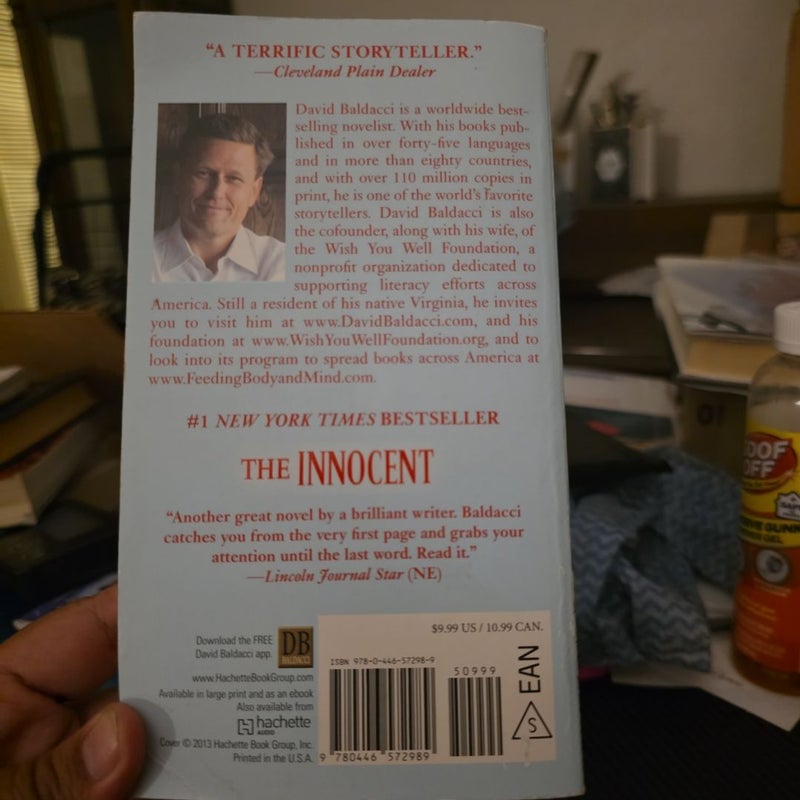 “A TERRIFIC STORYTELLER.”
—Cleveland Plain Dealer
David Baldacci is a worldwide best-
selling novelist. With his books pub-
lished in over forty-five languages
and in more than eighty countries,
and with over 110 million copies in
print, he is one of the world’s favorite
storytellers. David Baldacci is also
the cofounder, along with his wife, of
the Wish You Well Foundation, a
nonprofit organization dedicated to
supporting literacy efforts across
America. Still a resident of his native Virginia, he invites
you to visit him at www.DavidBaldacci.com, and his
foundation at www.WishYouWellFoundation.org, and to
look into its program to spread books across America at
www.FeedingBodyandMind.com.
#1 NEW YORK TIMES BESTSELLER
THE INNOCENT
“Another great novel by a brilliant writer. Baldacci
catches you from the very first page and grabs your
attention until the last word. Read it.”
—Lincoln Journal Star (NE)
Download the FREE
David Baldacci app.
DB
BALDACCI
www.HachetteBookGroup.com
Available in large print and as an ebook
Also available from
hachette
AUDIO
Cover © 2013 Hachette Book Group, Inc.
Printed in the U.S.A.
$9.99 US / 10.99 CAN.
ISBN 978-0-446-57298-9
50999
9 780446 572989
S
EAN
OFF
GEL